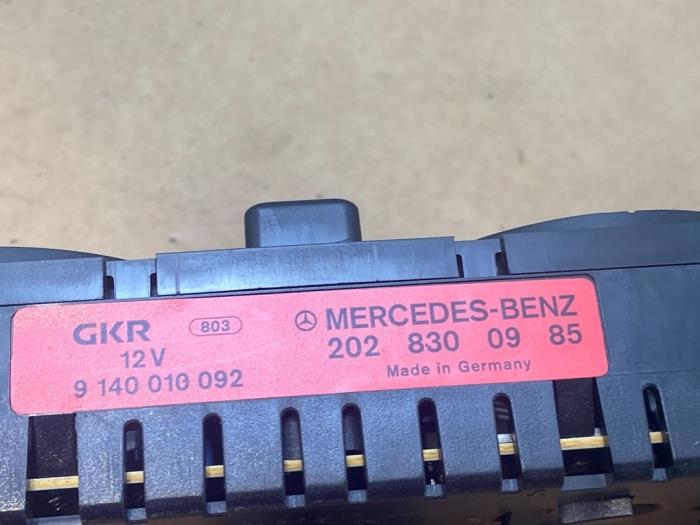 GKR 803
12 V
9 140 010 092
MERCEDES-BENZ
202 830 09 85
Made in Germany